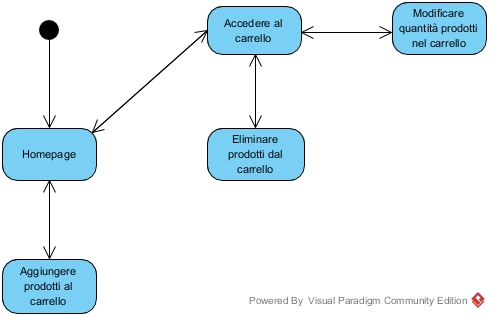 Accedere al
carrello
Modificare
quantità prodotti
nel carrello
Homepage
Eliminare
prodotti dal
carrello
Aggiungere
prodotti al
carrello
Powered By Visual Paradigm Community Edition